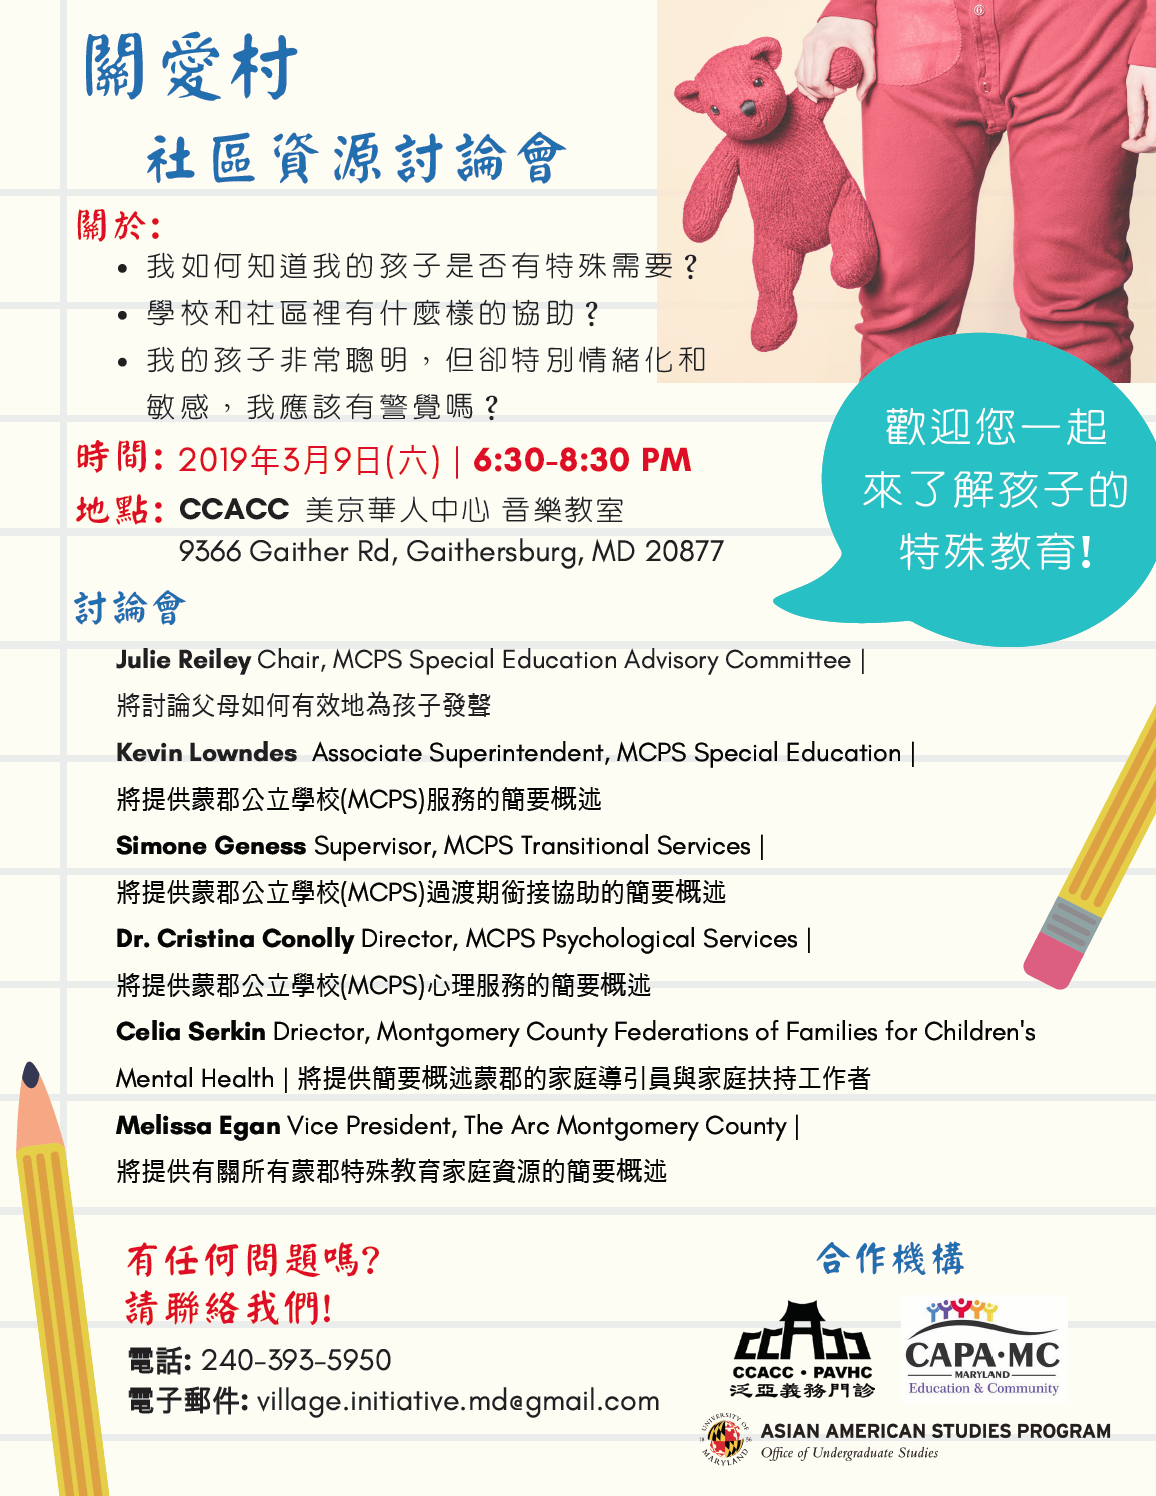 關愛村
社區資源討論會
關於:
• 我如何知道我的孩子是否有特殊需要？
• 學校和社區裡有什麼樣的協助？
• 我的孩子非常聰明，但卻特別情緒化和
敏感，我應該有警覺嗎？
時間: 2019年3月9日(六) | 6:30-8:30 PM
地點: CCACC 美京華人中心 音樂教室
9366 Gaither Rd, Gaithersburg, MD 20877
歡迎您一起
來了解孩子的
特殊教育!
討論會
Julie Reiley Chair, MCPS Special Education Advisory Committee |
將討論父母如何有效地為孩子發聲
Kevin Lowndes Associate Superintendent, MCPS Special Education |
將提供蒙郡公立學校(MCPS)服務的簡要概述
Simone Geness Supervisor, MCPS Transitional Services |
將提供蒙郡公立學校(MCPS)過渡期銜接協助的簡要概述
Dr. Cristina Conolly Director, MCPS Psychological Services |
將提供蒙郡公立學校(MCPS)心理服務的簡要概述
Celia Serkin Driector, Montgomery County Federations of Families for Children's
Mental Health | 將提供簡要概述蒙郡的家庭導引員與家庭扶持工作者
Melissa Egan Vice President, The Arc Montgomery County |
將提供有關所有蒙郡特殊教育家庭資源的簡要概述
有任何問題嗎?
請聯絡我們!
電話: 240-393-5950
電子郵件: village.initiative.md@gmail.com
合作機構
CCACC
CCACC · PAVHC
泛亞義務門診
CAPA·MC
MARYLAND
Education & Community
UNIVERSITY OF
18 56
MARYLAND
ASIAN AMERICAN STUDIES PROGRAM
Office of Undergraduate Studies